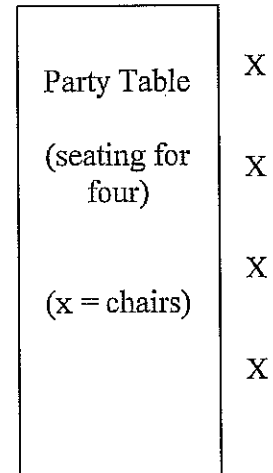 Party Table
X
(seating for
four)
X
X
(x = chairs)
X